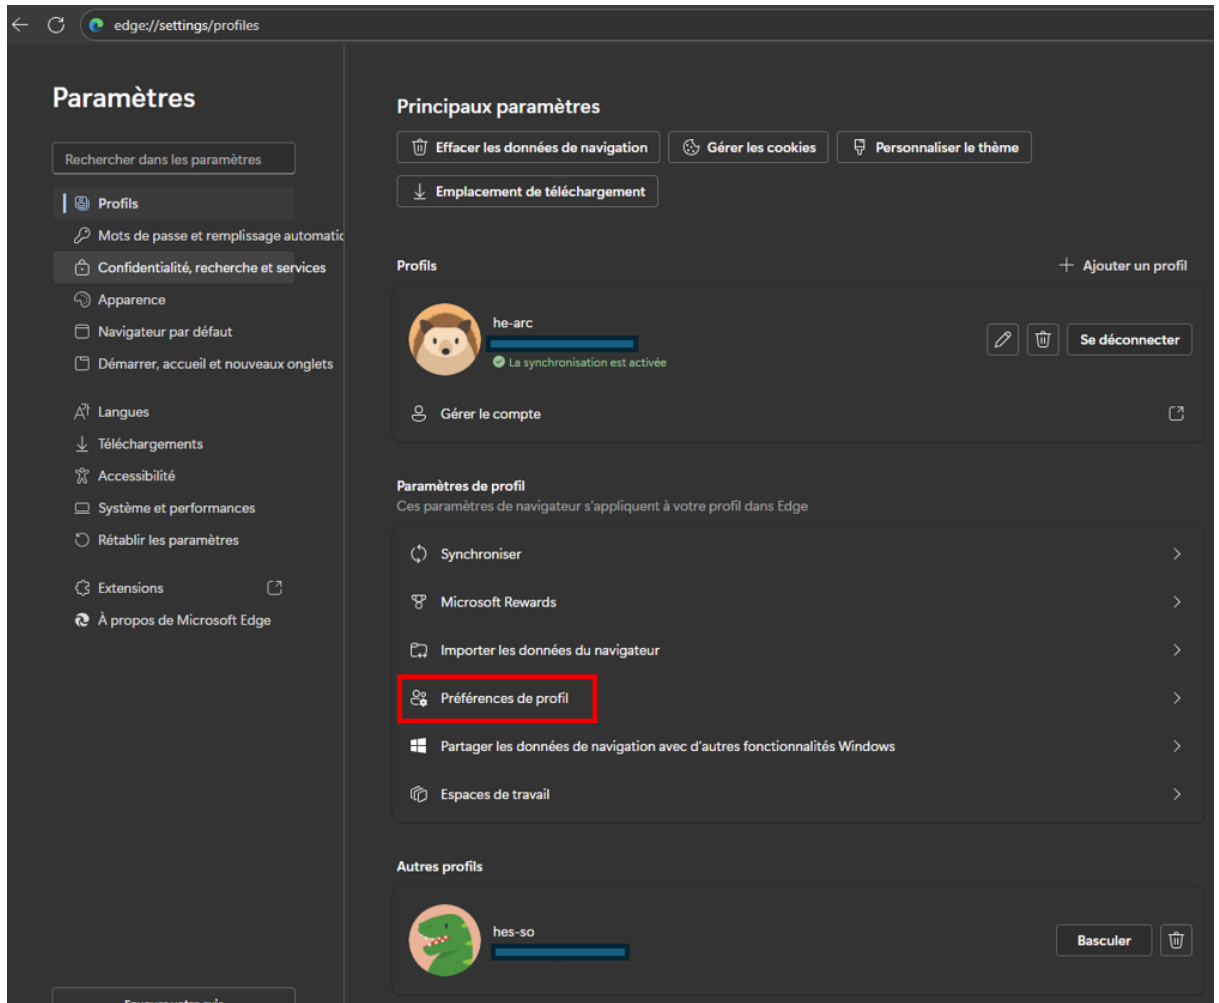 edge://settings/profiles
Paramètres
Rechercher dans les paramètres
Profils
Mots de passe et remplissage automatic
Confidentialité, recherche et services
Apparence
Navigateur par défaut
Démarrer, accueil et nouveaux onglets
Langues
Téléchargements
Accessibilité
Système et performances
Rétablir les paramètres
Extensions
À propos de Microsoft Edge
Principaux paramètres
Effacer les données de navigation
Gérer les cookies
Personnaliser le thème
Emplacement de téléchargement
Profils
Ajouter un profil
he-arc
La synchronisation est activée
Se déconnecter
Gérer le compte
Paramètres de profil
Ces paramètres de navigateur s'appliquent à votre profil dans Edge
Synchroniser
Microsoft Rewards
Importer les données du navigateur
Préférences de profil
Partager les données de navigation avec d'autres fonctionnalités Windows
Espaces de travail
Autres profils
hes-so
Basculer